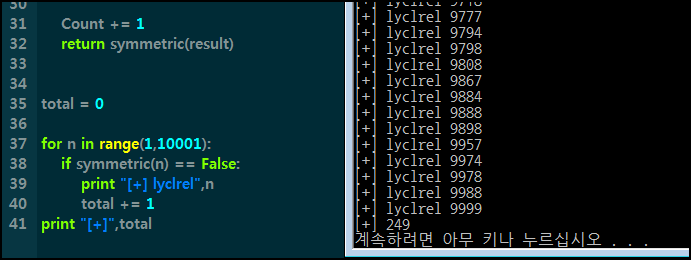 30
31 Count += 1
32 return symmetric(result)
33
34
35 total = 0
36
37 for n in range(1,10001):
38 if symmetric(n) == False:
39 print "[+] lyclrel",n
40 total += 1
41 print "[+]",total
[+] lyclrel 9748
[+] lyclrel 9777
[+] lyclrel 9794
[+] lyclrel 9798
[+] lyclrel 9808
[+] lyclrel 9867
[+] lyclrel 9884
[+] lyclrel 9888
[+] lyclrel 9898
[+] lyclrel 9957
[+] lyclrel 9974
[+] lyclrel 9978
[+] lyclrel 9988
[+] lyclrel 9999
[+] 249
계속하려면 아무 키나 누르십시오 . . .